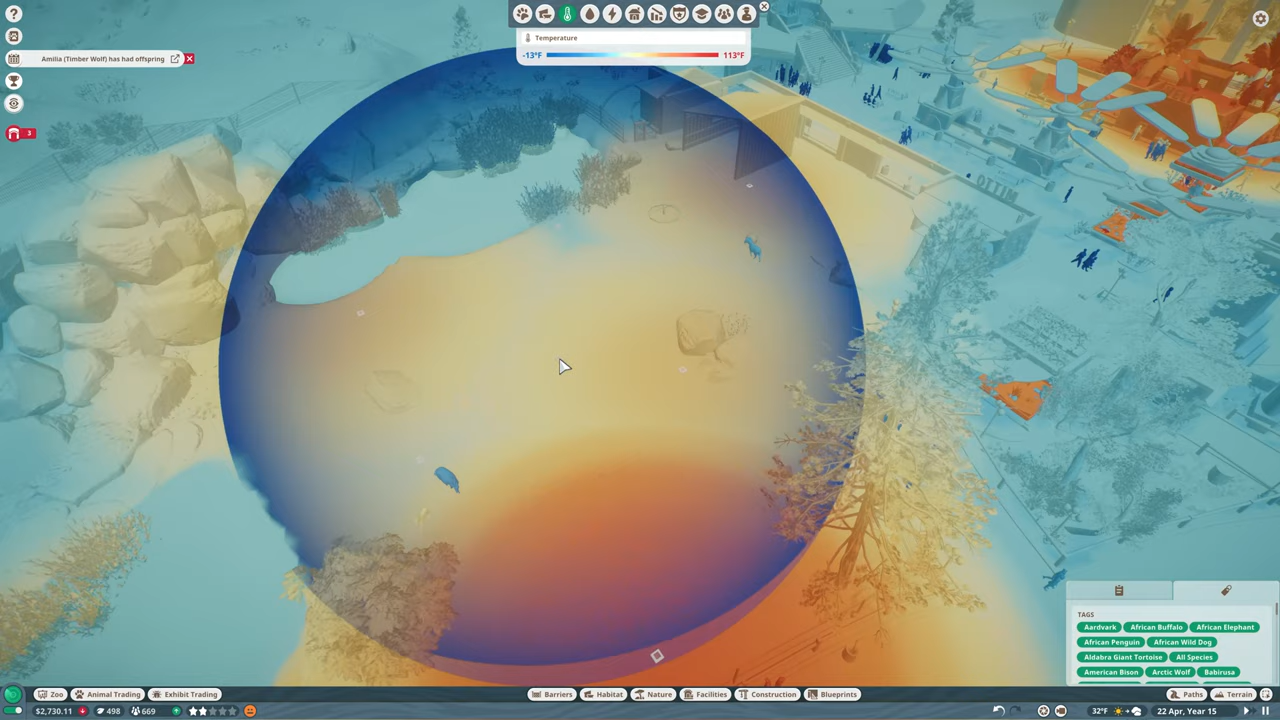 Temperature
-13°F 113°F
Amilia (Timber Wolf) has had offspring
3
TAGS
Aardvark African Buffalo African Elephant
African Penguin African Wild Dog
Aldabra Giant Tortoise All Species
American Bison Arctic Wolf Babirusa
Zoo Animal Trading Exhibit Trading Barriers Habitat Nature Facilities Construction Blueprints Paths Terrain
$2,730.11 498 669 32°F 22 Apr, Year 15